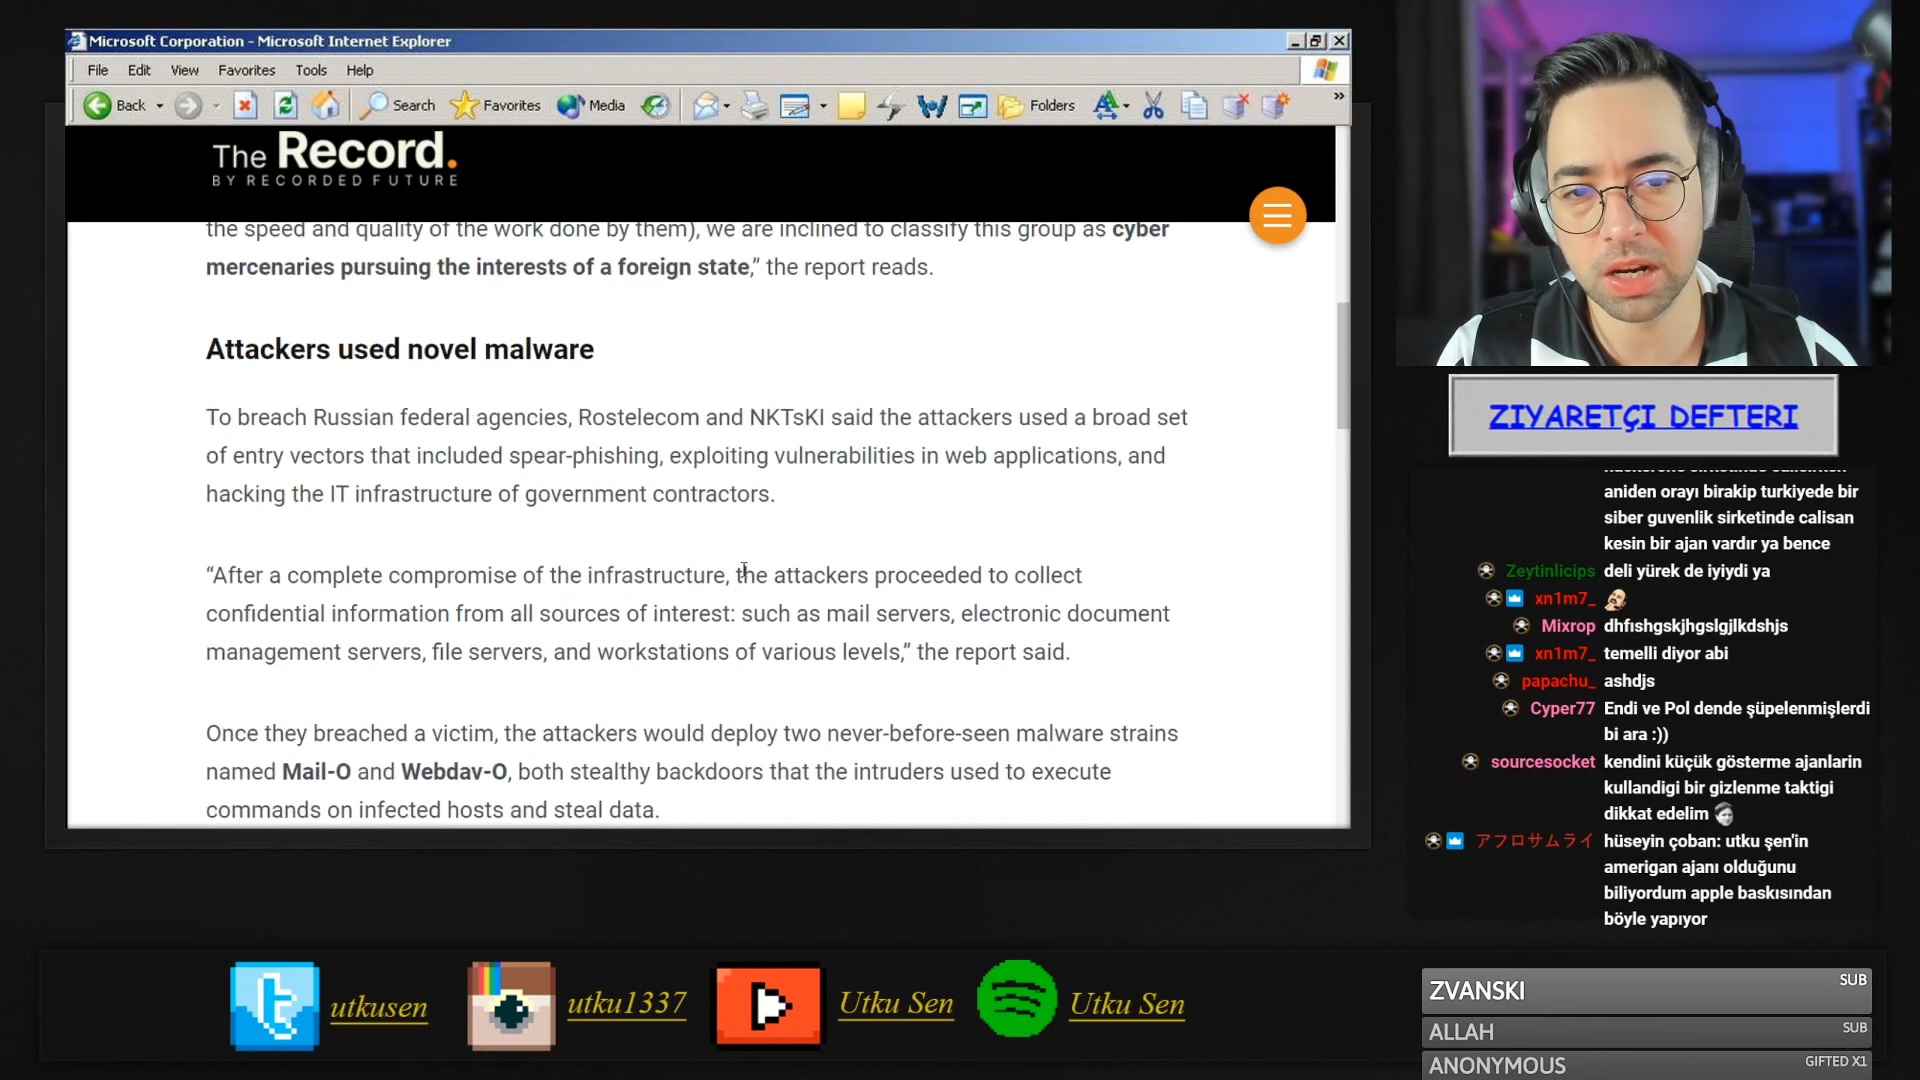 Microsoft Corporation - Microsoft Internet Explorer
File Edit View Favorites Tools Help
Back Search Favorites Media Folders »
The Record.
BY RECORDED FUTURE
the speed and quality of the work done by them), we are inclined to classify this group as cyber
mercenaries pursuing the interests of a foreign state,” the report reads.
Attackers used novel malware
To breach Russian federal agencies, Rostelecom and NKTsKI said the attackers used a broad set
of entry vectors that included spear-phishing, exploiting vulnerabilities in web applications, and
hacking the IT infrastructure of government contractors.
“After a complete compromise of the infrastructure, the attackers proceeded to collect
confidential information from all sources of interest: such as mail servers, electronic document
management servers, file servers, and workstations of various levels,” the report said.
Once they breached a victim, the attackers would deploy two never-before-seen malware strains
named Mail-O and Webdav-O, both stealthy backdoors that the intruders used to execute
commands on infected hosts and steal data.
ZIYARETÇI DEFTERI
aniden orayı birakip turkiyede bir
siber guvenlik sirketinde calisan
kesin bir ajan vardır ya bence
Zeytinlicips deli yürek de iyiydi ya
xn1m7_
Mixrop dhfıshgskjhgslgjlkdshjs
xn1m7_ temelli diyor abi
papachu_ ashdjs
Cyper77 Endi ve Pol dende şüpelenmişlerdi
bi ara :))
sourcesocket kendini küçük gösterme ajanlarin
kullandigi bir gizlenme taktigi
dikkat edelim
アフロサムライ hüseyin çoban: utku şen'in
amerigan ajanı olduğunu
biliyordum apple baskısından
böyle yapıyor
utkusen utku1337 Utku Sen Utku Sen
ZVANSKI SUB
ALLAH SUB
ANONYMOUS GIFTED X1